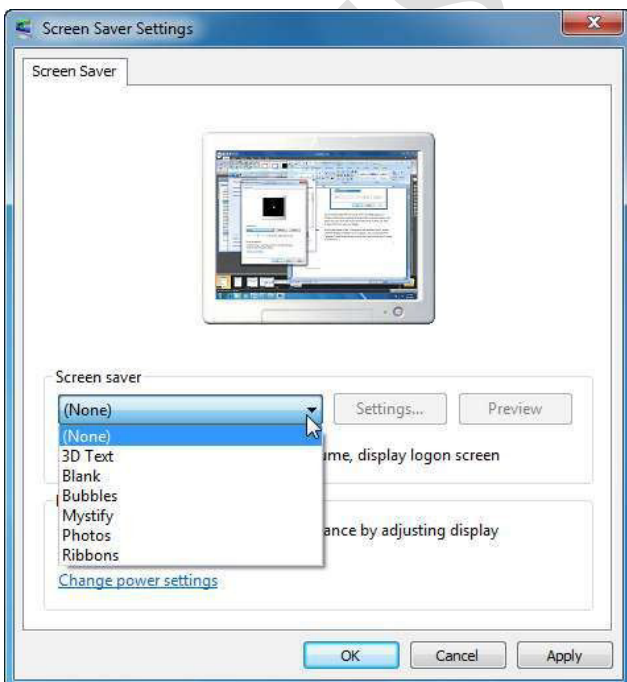 Screen Saver Settings
Screen Saver
Screen saver
(None)
Settings...
Preview
(None)
3D Text
ume, display logon screen
Blank
Bubbles
Mystify
Photos
ance by adjusting display
Ribbons
Change power settings
OK
Cancel
Apply